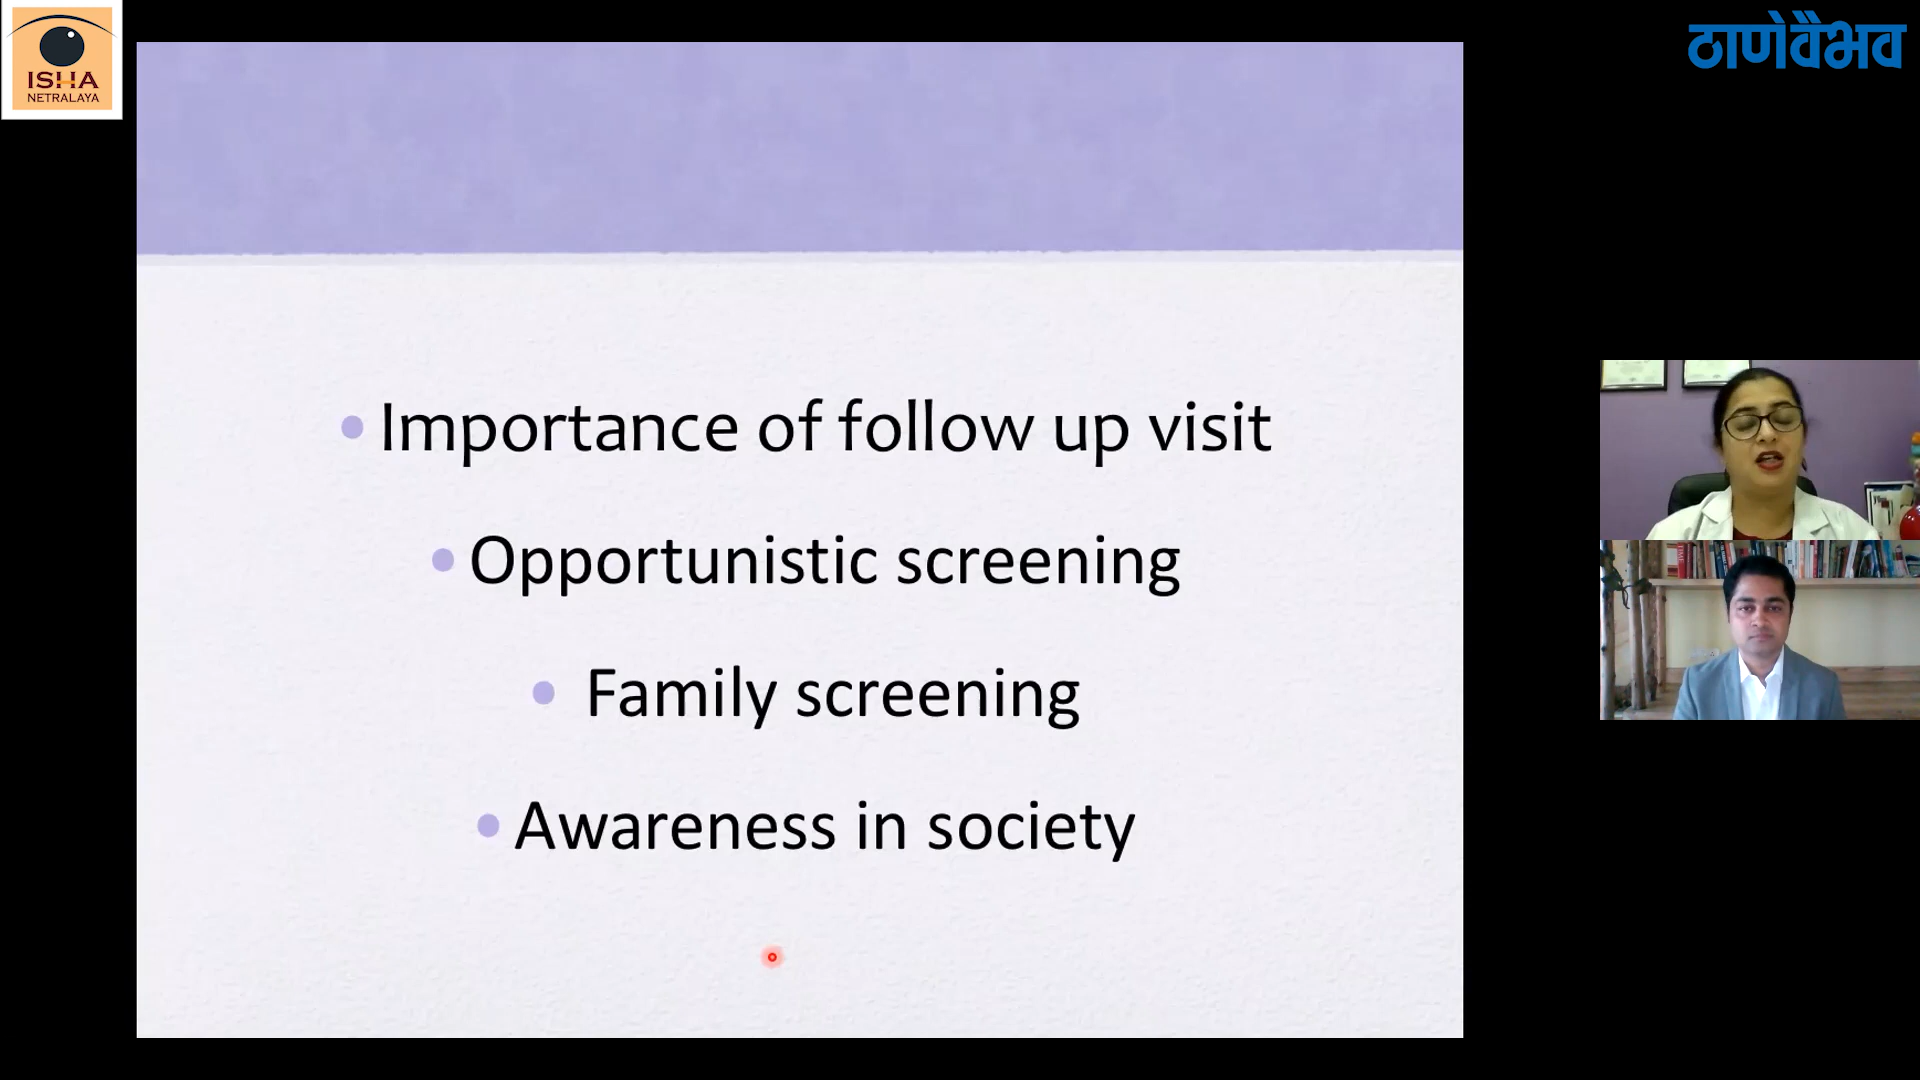 ISHA
NETRALAYA
ठाणेवैभव
• Importance of follow up visit
• Opportunistic screening
• Family screening
• Awareness in society